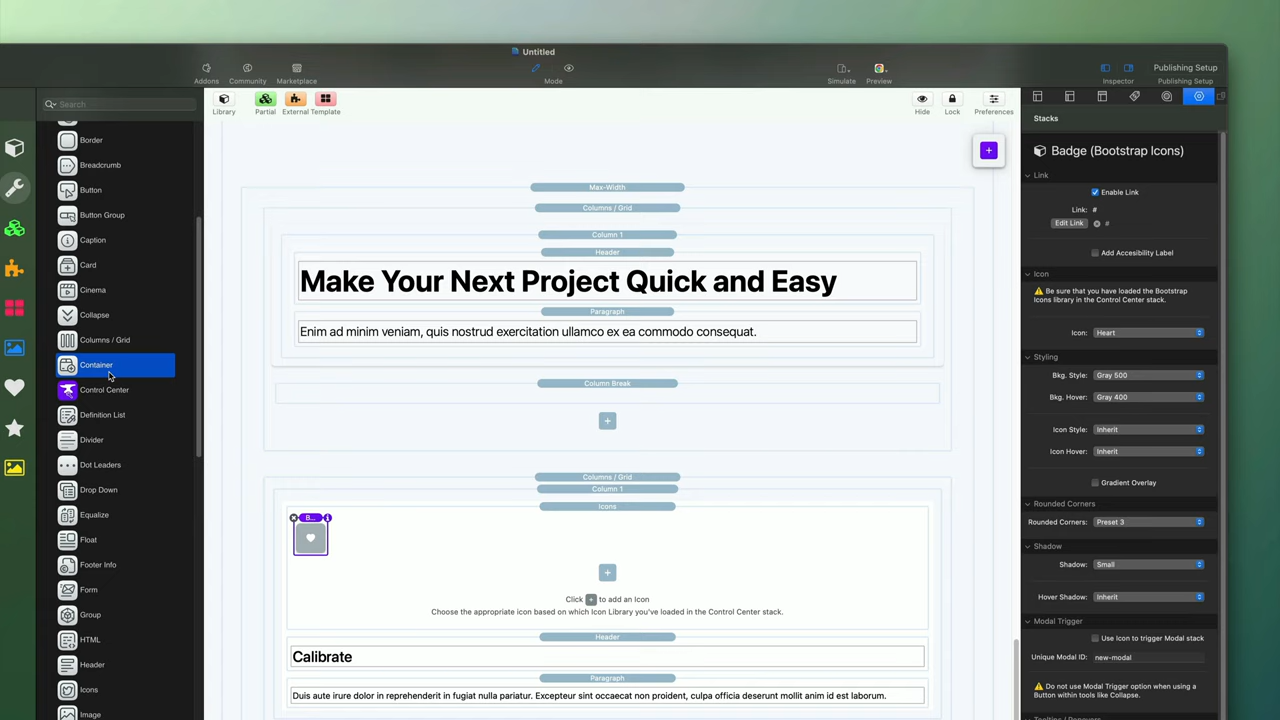 Untitled
Addons
Community
Marketplace
Mode
Simulate
Preview
Inspector
Publishing Setup
Publishing Setup
Search
Library
Partial
External
Template
Hide
Lock
Preferences
Border
Breadcrumb
Button
Button Group
Caption
Card
Cinema
Collapse
Columns / Grid
Container
Control Center
Definition List
Divider
Dot Leaders
Drop Down
Equalize
Float
Footer Info
Form
Group
HTML
Header
Icons
Image
Max-Width
Columns / Grid
Column 1
Header
Make Your Next Project Quick and Easy
Paragraph
Enim ad minim veniam, quis nostrud exercitation ullamco ex ea commodo consequat.
Column Break
Columns / Grid
Column 1
Icons
B...
Click + to add an Icon
Choose the appropriate icon based on which Icon Library you've loaded in the Control Center stack.
Header
Calibrate
Paragraph
Duis aute irure dolor in reprehenderit in fugiat nulla pariatur. Excepteur sint occaecat non proident, culpa officia deserunt mollit anim id est laborum.
Stacks
Badge (Bootstrap Icons)
Link
Enable Link
Link: #
Edit Link #
Add Accesibility Label
Icon
Be sure that you have loaded the Bootstrap
Icons library in the Control Center stack.
Icon: Heart
Styling
Bkg. Style: Gray 500
Bkg. Hover: Gray 400
Icon Style: Inherit
Icon Hover: Inherit
Gradient Overlay
Rounded Corners
Rounded Corners: Preset 3
Shadow
Shadow: Small
Hover Shadow: Inherit
Modal Trigger
Use Icon to trigger Modal stack
Unique Modal ID: new-modal
Do not use Modal Trigger option when using a
Button within tools like Collapse.